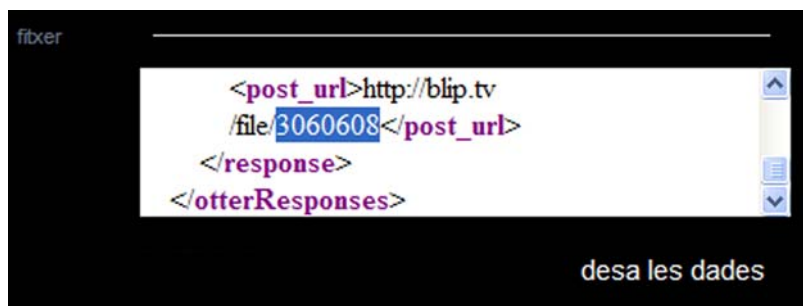 fitxer
<post_url>http://blip.tv
/file/3060608</post_url>
</response>
</otterResponses>
desa les dades